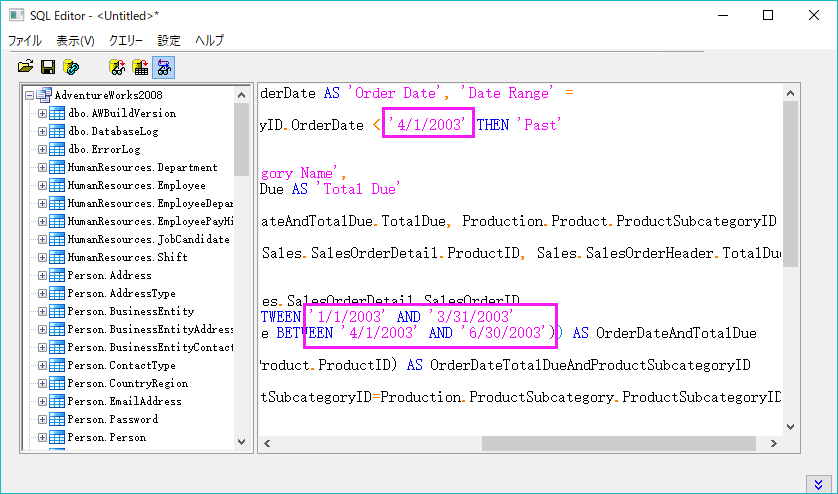 SQL Editor - <Untitled>*
ファイル 表示(V) クエリー 設定 ヘルプ
AdventureWorks2008
dbo.AWBuildVersion
dbo.DatabaseLog
dbo.ErrorLog
HumanResources.Department
HumanResources.Employee
HumanResources.EmployeeDepar
HumanResources.EmployeePayHi
HumanResources.JobCandidate
HumanResources.Shift
Person.Address
Person.AddressType
Person.BusinessEntity
Person.BusinessEntityAddress
Person.BusinessEntityContact
Person.ContactType
Person.CountryRegion
Person.EmailAddress
Person.Password
Person.Person
derDate AS 'Order Date', 'Date Range' =
yID.OrderDate < '4/1/2003' THEN 'Past'
gory Name',
Due AS 'Total Due'
ateAndTotalDue.TotalDue, Production.Product.ProductSubcategoryID
Sales.SalesOrderDetail.ProductID, Sales.SalesOrderHeader.TotalDu
es.SalesOrderDetail.SalesOrderID
TWEEN '1/1/2003' AND '3/31/2003'
e BETWEEN '4/1/2003' AND '6/30/2003')) AS OrderDateAndTotalDue
roduct.ProductID) AS OrderDateTotalDueAndProductSubcategoryID
tSubcategoryID=Production.ProductSubcategory.ProductSubcategoryID